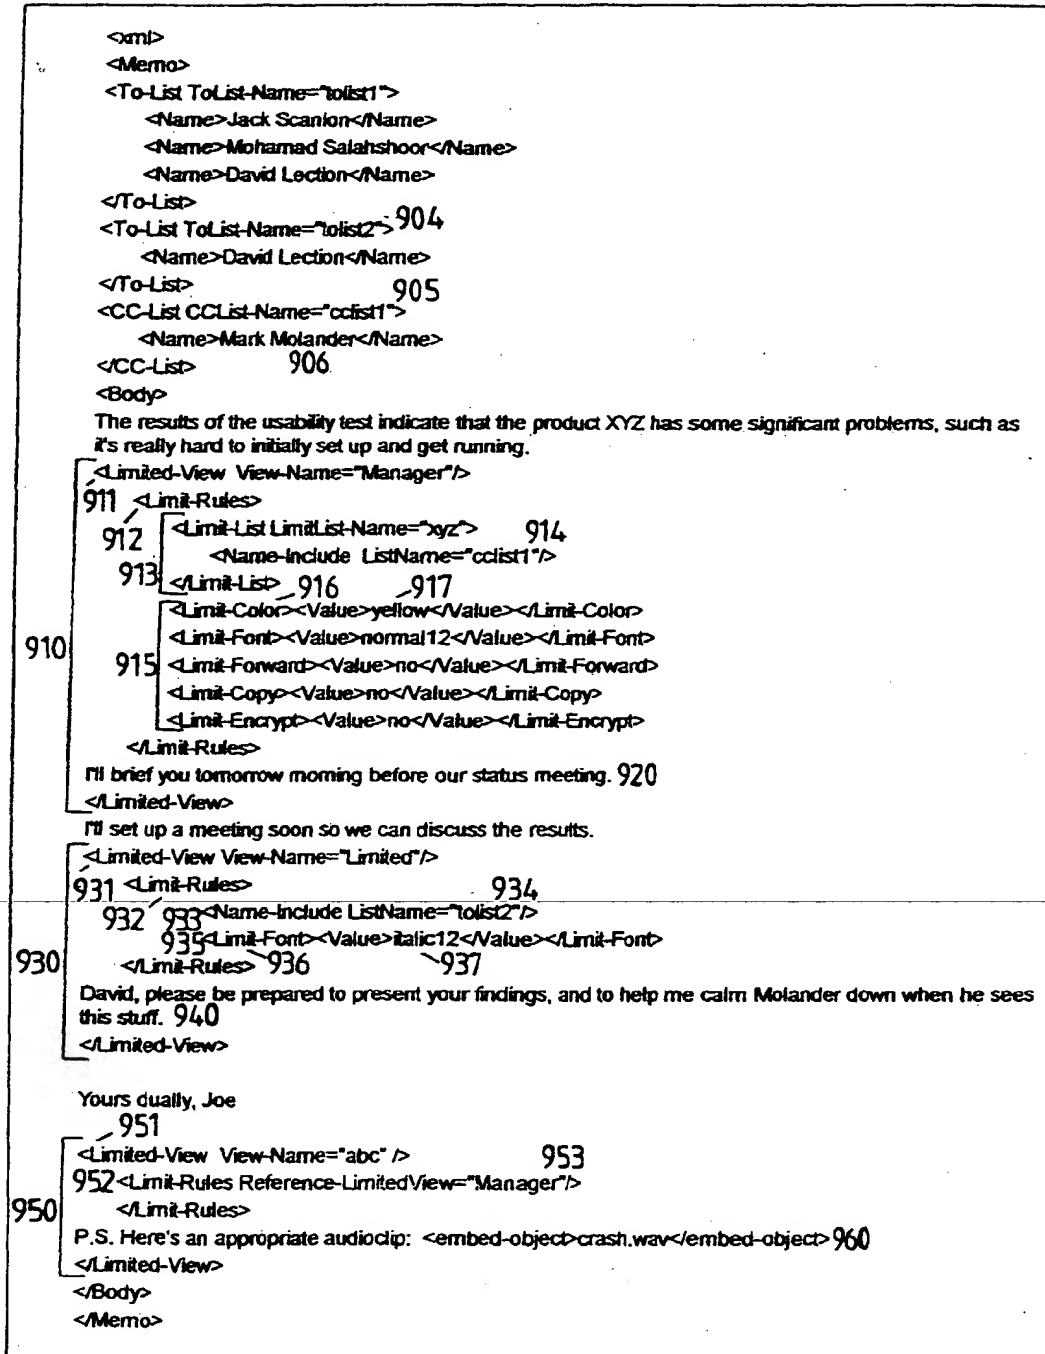 <xml>
<Memo>
<To-List ToList-Name="tolist1">
<Name>Jack Scanlon</Name>
<Name>Mohamad Salahshoor</Name>
<Name>David Lection</Name>
</To-List>
<To-List ToList-Name="tolist2"> 904
<Name>David Lection</Name>
</To-List> 905
<CC-List CCList-Name="cclist1">
<Name>Mark Molander</Name>
</CC-List> 906
<Body>
The results of the usability test indicate that the product XYZ has some significant problems, such as
it's really hard to initially set up and get running.
<Limited-View View-Name="Manager"/>
911 <Limit-Rules>
912 <Limit-List LimitList-Name="xyz"> 914
<Name-Include ListName="cclist1"/>
913 </Limit-List> 916 917
<Limit-Color><Value>yellow</Value></Limit-Color>
910 <Limit-Font><Value>normal12</Value></Limit-Font>
915 <Limit-Forward><Value>no</Value></Limit-Forward>
<Limit-Copy><Value>no</Value></Limit-Copy>
<Limit-Encrypt><Value>no</Value></Limit-Encrypt>
</Limit-Rules>
I'll brief you tomorrow morning before our status meeting. 920
</Limited-View>
I'll set up a meeting soon so we can discuss the results.
<Limited-View View-Name="Limited"/>
931 <Limit-Rules> 934
932 933 <Name-Include ListName="tolist2"/>
935 <Limit-Font><Value>italic12</Value></Limit-Font>
930 </Limit-Rules> 936 937
David, please be prepared to present your findings, and to help me calm Molander down when he sees
this stuff. 940
</Limited-View>
Yours dually, Joe
951
<Limited-View View-Name="abc" /> 953
952 <Limit-Rules Reference-LimitedView="Manager"/>
950 </Limit-Rules>
P.S. Here's an appropriate audioclip: <embed-object>crash.wav</embed-object> 960
</Limited-View>
</Body>
</Memo>